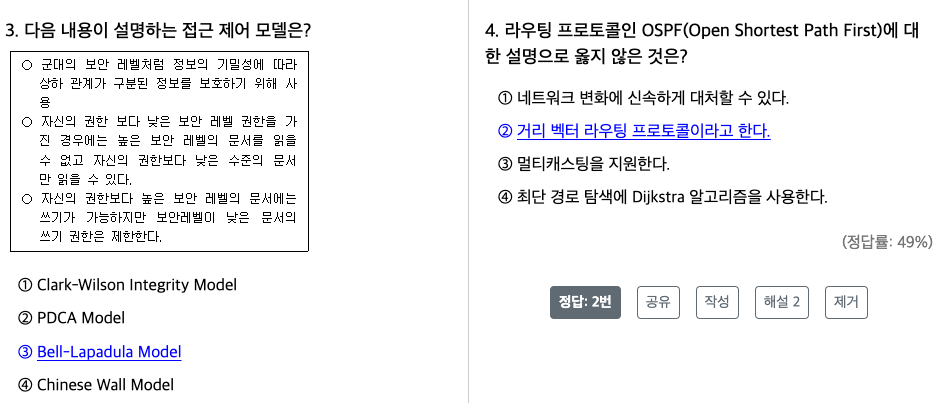 3. 다음 내용이 설명하는 접근 제어 모델은?
○ 군대의 보안 레벨처럼 정보의 기밀성에 따라
상하 관계가 구분된 정보를 보호하기 위해 사
용
○ 자신의 권한 보다 낮은 보안 레벨 권한을 가
진 경우에는 높은 보안 레벨의 문서를 읽을
수 없고 자신의 권한보다 낮은 수준의 문서
만 읽을 수 있다.
○ 자신의 권한보다 높은 보안 레벨의 문서에는
쓰기가 가능하지만 보안레벨이 낮은 문서의
쓰기 권한은 제한한다.
① Clark-Wilson Integrity Model
② PDCA Model
③ Bell-Lapadula Model
④ Chinese Wall Model
4. 라우팅 프로토콜인 OSPF(Open Shortest Path First)에 대
한 설명으로 옳지 않은 것은?
① 네트워크 변화에 신속하게 대처할 수 있다.
② 거리 벡터 라우팅 프로토콜이라고 한다.
③ 멀티캐스팅을 지원한다.
④ 최단 경로 탐색에 Dijkstra 알고리즘을 사용한다.
(정답률: 49%)
정답: 2번 공유 작성 해설 2 제거